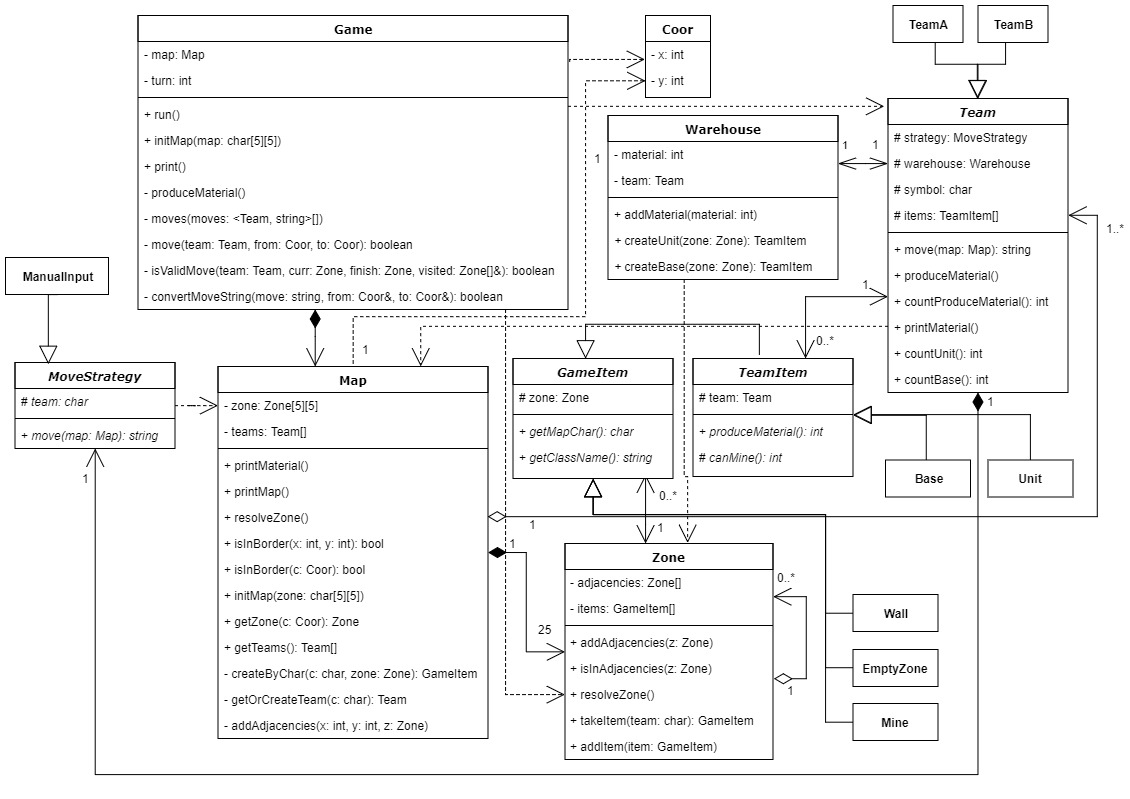 Game
- map: Map
- turn: int
+ run()
+ initMap(map: char[5][5])
+ print()
- produceMaterial()
- moves(moves: <Team, string>[])
- move(team: Team, from: Coor, to: Coor): boolean
- isValidMove(team: Team, curr: Zone, finish: Zone, visited: Zone[]&): boolean
- convertMoveString(move: string, from: Coor&, to: Coor&): boolean
Coor
- x: int
- y: int
TeamA
TeamB
Team
# strategy: MoveStrategy
# warehouse: Warehouse
# symbol: char
# items: TeamItem[]
+ move(map: Map): string
+ produceMaterial()
+ countProduceMaterial(): int
+ printMaterial()
+ countUnit(): int
+ countBase(): int
Warehouse
- material: int
- team: Team
+ addMaterial(material: int)
+ createUnit(zone: Zone): TeamItem
+ createBase(zone: Zone): TeamItem
1
1
1
1..*
1
0..*
1
ManualInput
MoveStrategy
# team: char
+ move(map: Map): string
1
1
Map
- zone: Zone[5][5]
- teams: Team[]
+ printMaterial()
+ printMap()
+ resolveZone()
+ isInBorder(x: int, y: int): bool
+ isInBorder(c: Coor): bool
+ initMap(zone: char[5][5])
+ getZone(c: Coor): Zone
+ getTeams(): Team[]
- createByChar(c: char, zone: Zone): GameItem
- getOrCreateTeam(c: char): Team
- addAdjacencies(x: int, y: int, z: Zone)
GameItem
# zone: Zone
+ getMapChar(): char
+ getClassName(): string
TeamItem
# team: Team
+ produceMaterial(): int
# canMine(): int
Base
Unit
0..*
1
1
1
25
Zone
- adjacencies: Zone[]
- items: GameItem[]
+ addAdjacencies(z: Zone)
+ isInAdjacencies(z: Zone)
+ resolveZone()
+ takeItem(team: char): GameItem
+ addItem(item: GameItem)
0..*
1
Wall
EmptyZone
Mine